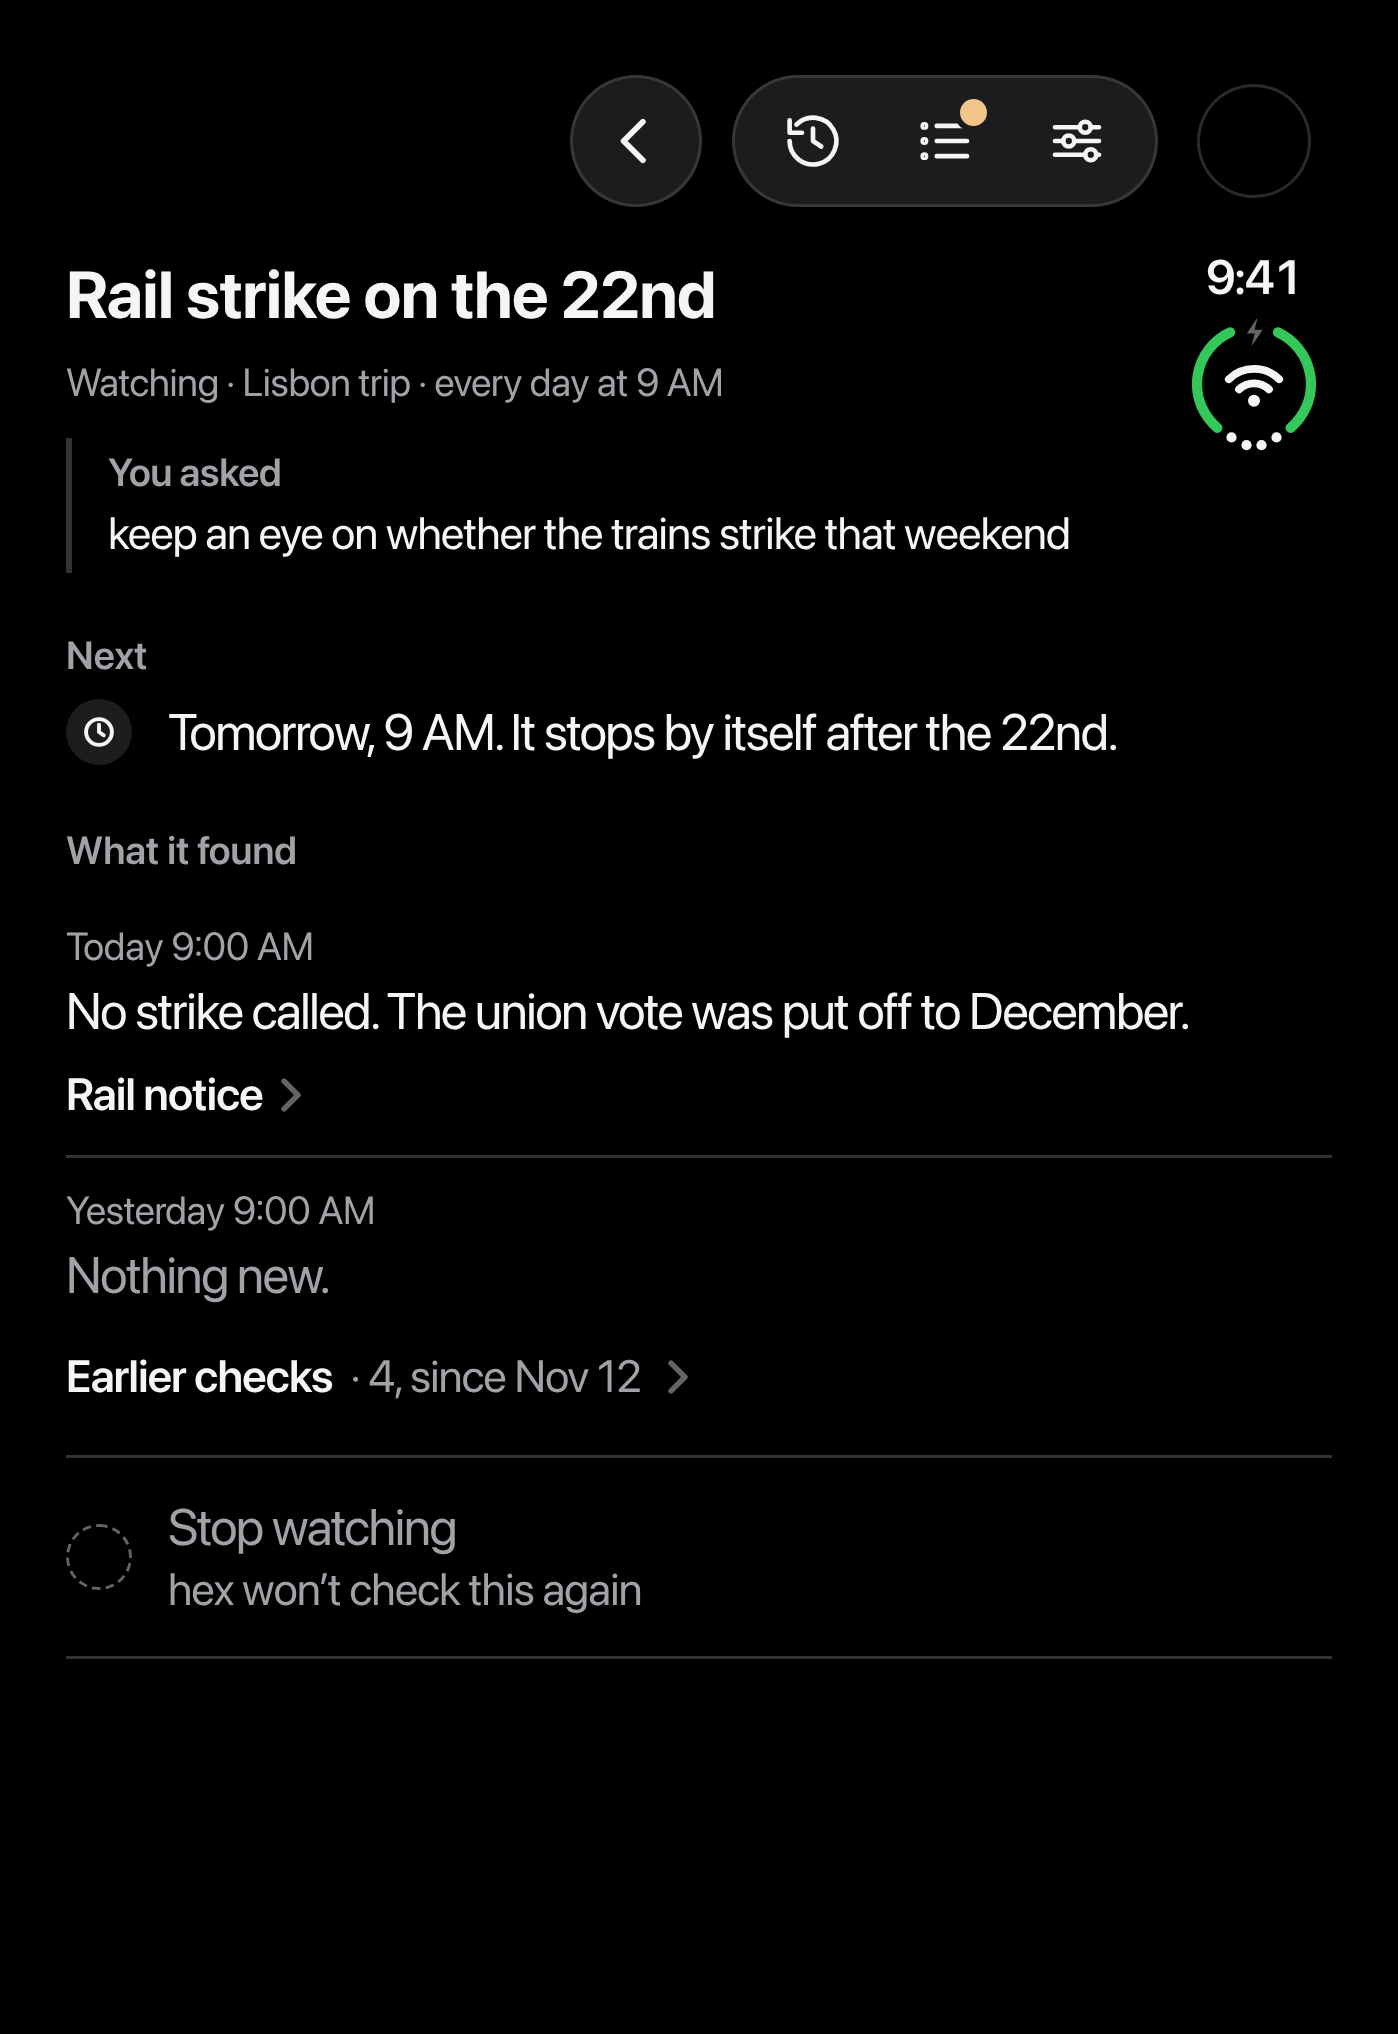 Rail strike on the 22nd
9:41
Watching · Lisbon trip · every day at 9 AM
You asked
keep an eye on whether the trains strike that weekend
Next
Tomorrow, 9 AM. It stops by itself after the 22nd.
What it found
Today 9:00 AM
No strike called. The union vote was put off to December.
Rail notice
Yesterday 9:00 AM
Nothing new.
Earlier checks · 4, since Nov 12
Stop watching
hex won’t check this again